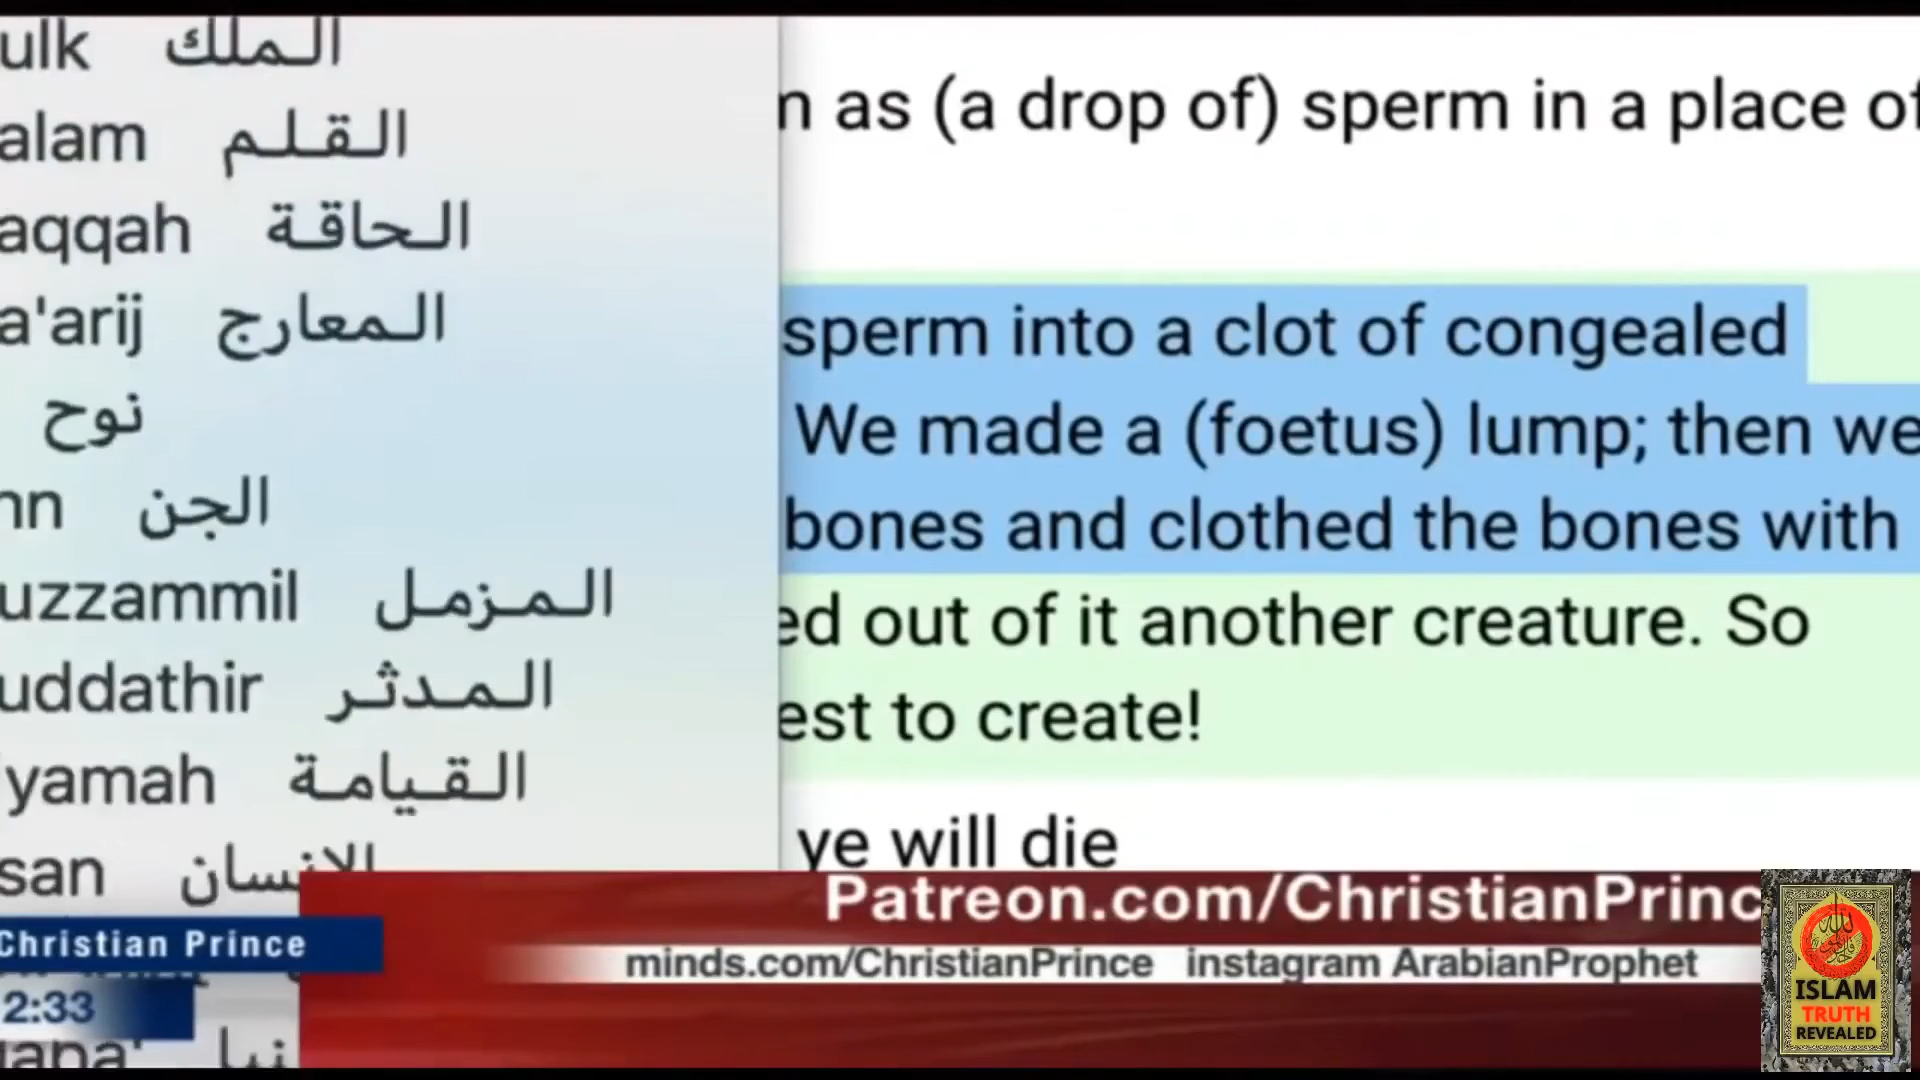 ulk الملك
alam القلم
aqqah الحاقة
a'arij المعارج
نوح
nn الجن
uzzammil المزمل
uddathir المدثر
yamah القيامة
san الإنسان
n as (a drop of) sperm in a place of
sperm into a clot of congealed
We made a (foetus) lump; then we
bones and clothed the bones with
ed out of it another creature. So
est to create!
ye will die
Patreon.com/ChristianPrinc
Christian Prince
minds.com/ChristianPrince instagram ArabianProphet
2:33
ISLAM
TRUTH
REVEALED